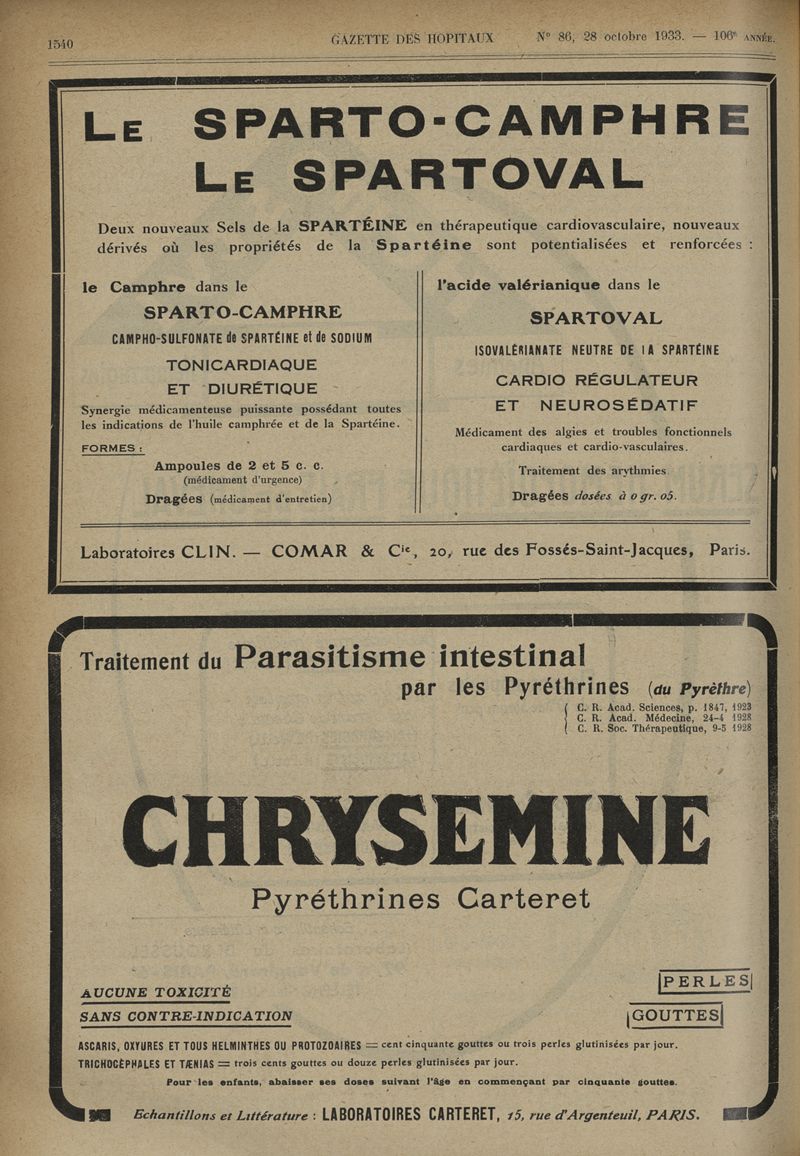 1540
GAZETTE DES HOPITAUX
N° 86, 28 octobre 1933. — 106e ANNÉE.
LE SPARTO-CAMPHRE
LE SPARTOVAL
Deux nouveaux Sels de la SPARTÉINE en thérapeutique cardiovasculaire, nouveaux
dérivés où les propriétés de la Spartéine sont potentialisées et renforcées :
le Camphre dans le
SPARTO-CAMPHRE
CAMPHO-SULFONATE de SPARTÉINE et de SODIUM
TONICARDIAQUE
ET DIURÉTIQUE
Synergie médicamenteuse puissante possédant toutes
les indications de l'huile camphrée et de la Spartéine.
FORMES :
Ampoules de 2 et 5 c. c.
(médicament d'urgence)
Dragées (médicament d'entretien)
l'acide valérianique dans le
SPARTOVAL
ISOVALÉRIANATE NEUTRE DE LA SPARTÉINE
CARDIO RÉGULATEUR
ET NEUROSÉDATIF
Médicament des algies et troubles fonctionnels
cardiaques et cardio-vasculaires.
Traitement des arythmies
Dragées dosées à 0 gr. 05.
Laboratoires CLIN. — COMAR & Cie, 20, rue des Fossés-Saint-Jacques, Paris.
Traitement du Parasitisme intestinal
par les Pyréthrines (du Pyrèthre)
C. R. Acad. Sciences, p. 1847, 1923
C. R. Acad. Médecine, 24-4 1928
C. R. Soc. Thérapeutique, 9-5 1928
CHRYSEMINE
Pyréthrines Carteret
AUCUNE TOXICITÉ
SANS CONTRE-INDICATION
PERLES
GOUTTES
ASCARIS, OXYURES ET TOUS HELMINTHES OU PROTOZOAIRES = cent cinquante gouttes ou trois perles glutinisées par jour.
TRICHOCÉPHALES ET TÆNIAS = trois cents gouttes ou douze perles glutinisées par jour.
Pour les enfants, abaisser ses doses suivant l'âge en commençant par cinquante gouttes.
Echantillons et Littérature : LABORATOIRES CARTERET, 15, rue d'Argenteuil, PARIS.